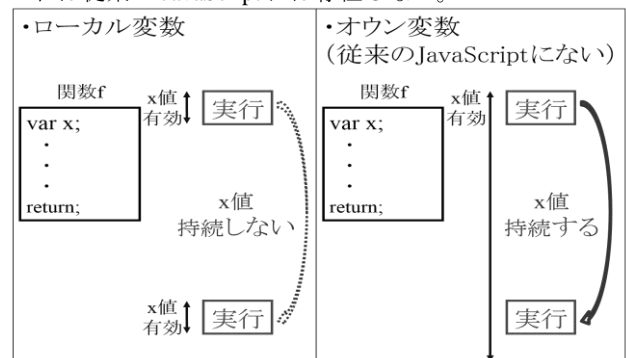 ・ローカル変数
関数f
var x;
・
・
・
return;
x値
有効
実行
x値
持続しない
x値
有効
実行
・オウン変数
(従来のJavaScriptにない)
関数f
var x;
・
・
・
return;
x値
有効
実行
x値
持続する
実行